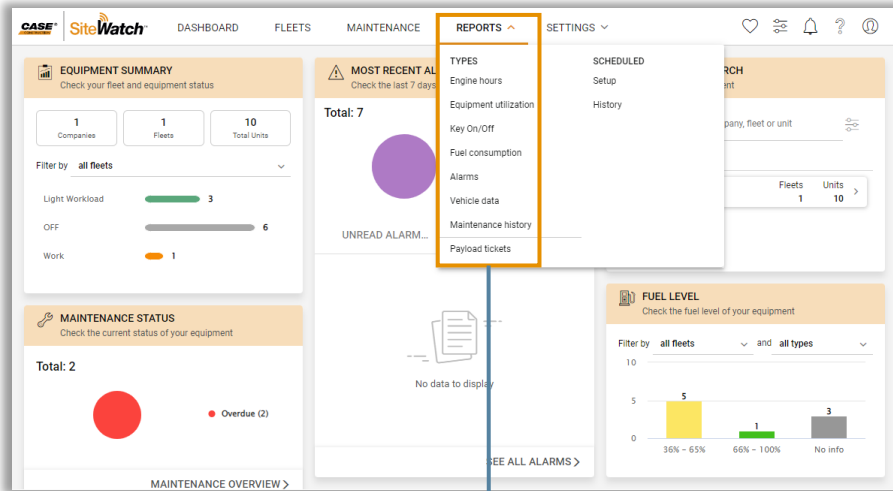 CASE SiteWatch DASHBOARD FLEETS MAINTENANCE REPORTS SETTINGS
CONSTRUCTION
EQUIPMENT SUMMARY
Check your fleet and equipment status
1 1 10
Companies Fleets Total Units
Filter by all fleets
Light Workload 3
OFF 6
Work 1
MAINTENANCE STATUS
Check the current status of your equipment
Total: 2
Overdue (2)
MAINTENANCE OVERVIEW
MOST RECENT AL
Check the last 7 days
Total: 7
UNREAD ALARM...
No data to display
SEE ALL ALARMS
TYPES
Engine hours
Equipment utilization
Key On/Off
Fuel consumption
Alarms
Vehicle data
Maintenance history
Payload tickets
SCHEDULED
Setup
History
RCH
ent
pany, fleet or unit
Fleets Units
1 10
FUEL LEVEL
Check the fuel level of your equipment
Filter by all fleets and all types
10
5
0
5
1
3
36% - 65% 66% - 100% No info